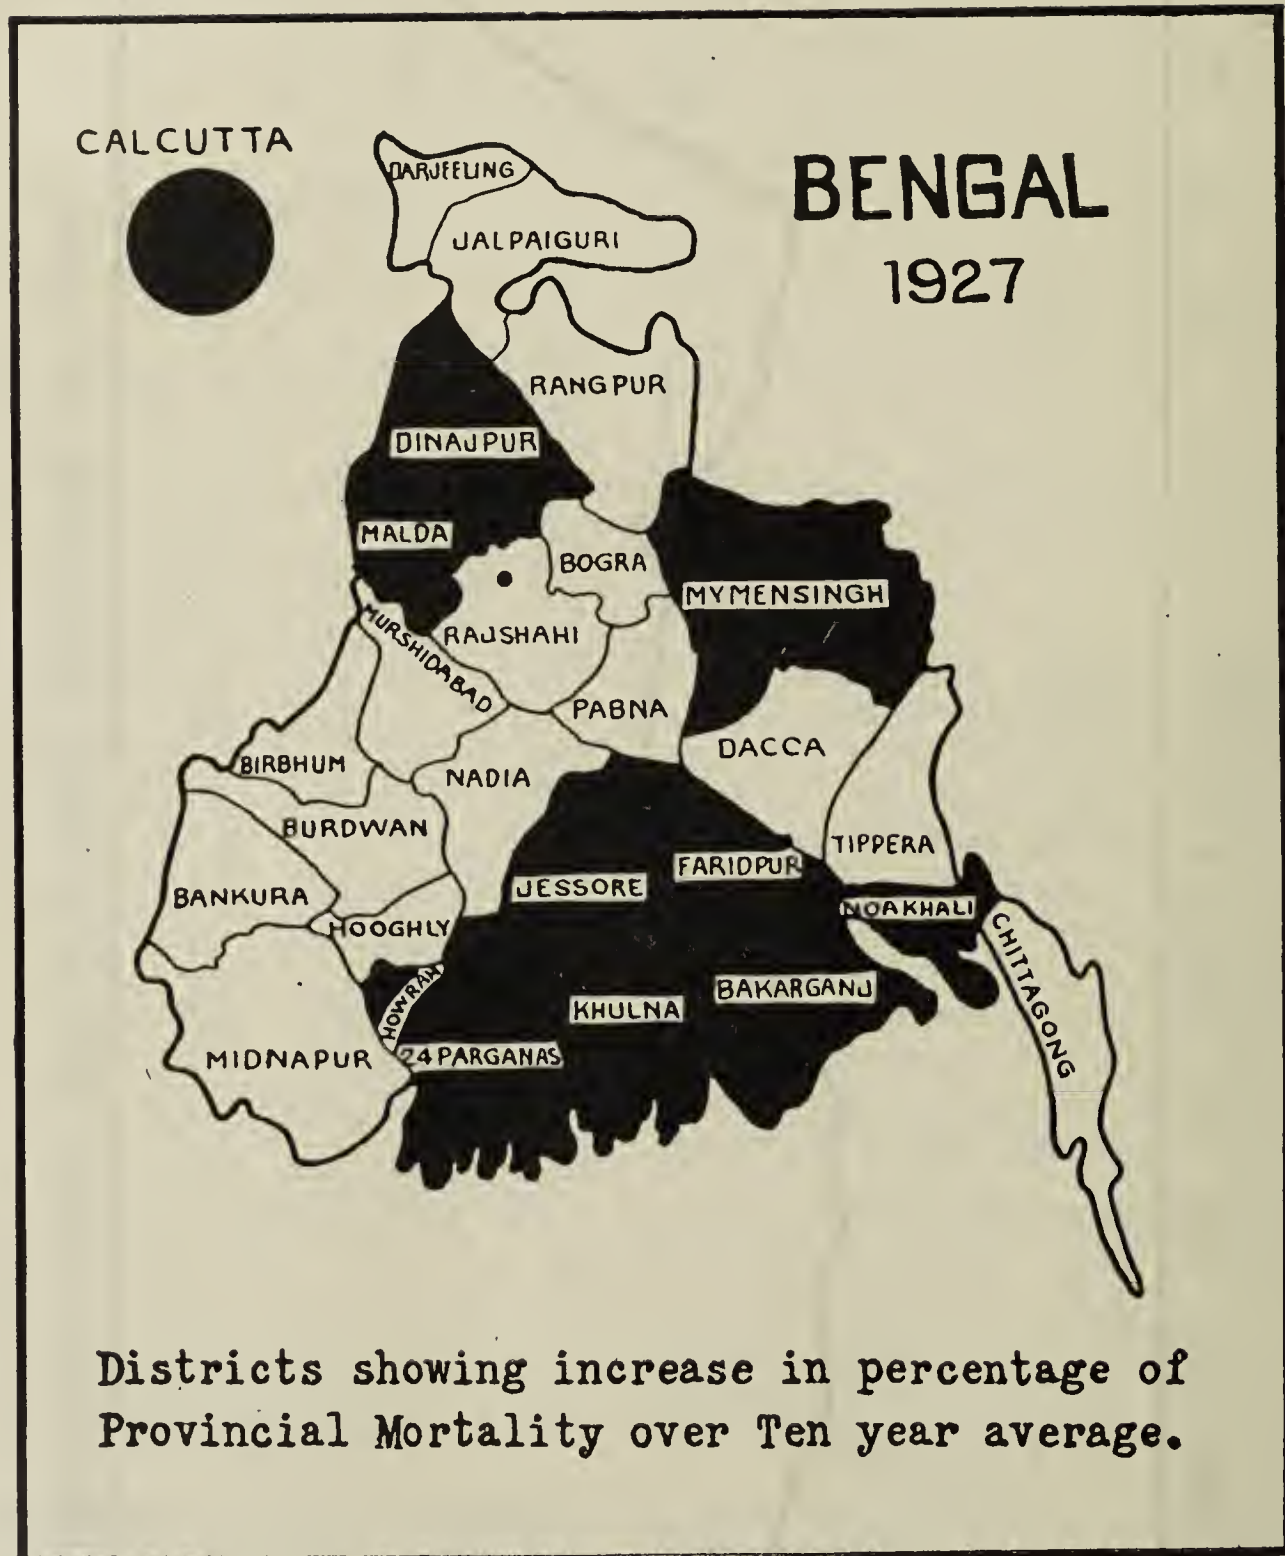 CALCUTTA
BENGAL
1927
DARJEELING
JALPAIGURI
RANGPUR
DINAJPUR
MALDA
BOGRA
MYMENSINGH
RAJSHAHI
MURSHIDABAD
PABNA
DACCA
BIRBHUM
NADIA
BURDWAN
TIPPERA
FARIDPUR
JESSORE
BANKURA
NOAKHALI
HOOGHLY
CHITTAGONG
HOWRAH
BAKARGANJ
KHULNA
24 PARGANAS
MIDNAPUR
Districts showing increase in percentage of
Provincial Mortality over Ten year average.